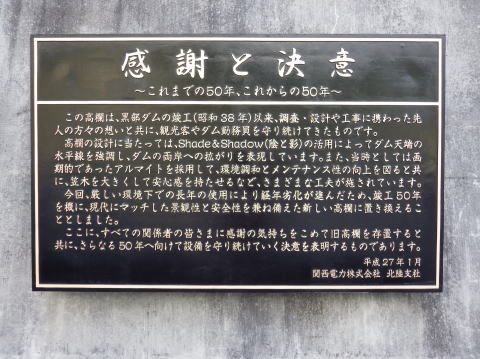 感謝と決意
～これまでの50年、これからの50年～
この高欄は、黒部ダムの竣工(昭和38年)以来、調査・設計や工事に携わった先
人の方々の想いと共に、観光客やダム勤務員を守り続けてきたものです。
高欄の設計に当たっては、Shade&Shadow(陰と影)の活用によってダム天端の
水平線を強調し、ダムの両岸への拡がりを表現しています。また、当時としては画
期的であったアルマイトを採用して、環境調和とメンテナンス性の向上を図ると共
に、笠木を大きくして安心感を持たせるなど、さまざまな工夫が施されています。
今回、厳しい環境下での長年の使用により経年劣化が進んだため、竣工50年
を機に、現代にマッチした景観性と安全性を兼ね備えた新しい高欄に置き換えるこ
ととしました。
ここに、すべての関係者の皆さまに感謝の気持ちをこめて旧高欄を存置すると
共に、さらなる50年へ向けて設備を守り続けていく決意を表明するものであります。
平成27年1月
関西電力株式会社 北陸支社